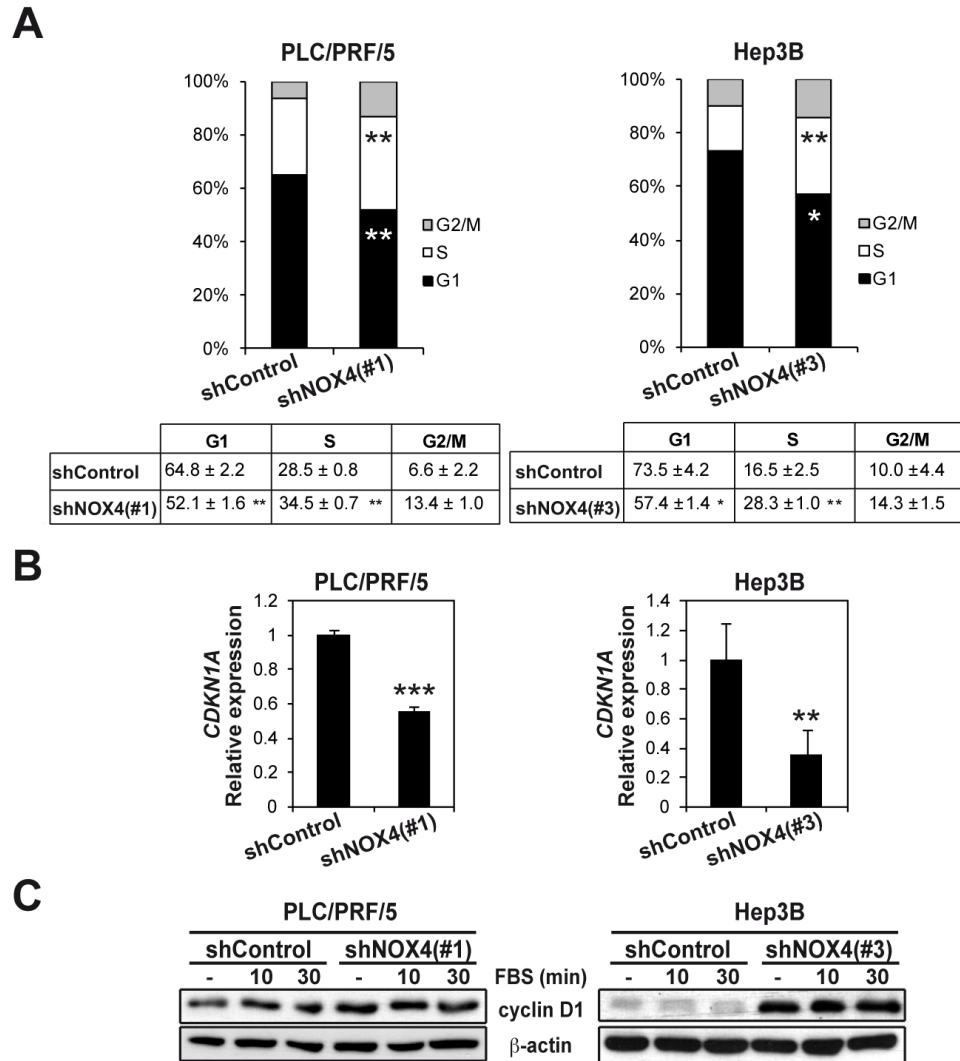 A
PLC/PRF/5
Hep3B
100%
80%
60%
40%
20%
0%
**
**
G2/M
S
G1
shControl
shNOX4(#1)
100%
80%
60%
40%
20%
0%
**
*
G2/M
S
G1
shControl
shNOX4(#3)
G1 S G2/M
shControl 64.8 ± 2.2 28.5 ± 0.8 6.6 ± 2.2
shNOX4(#1) 52.1 ± 1.6 ** 34.5 ± 0.7 ** 13.4 ± 1.0
G1 S G2/M
shControl 73.5 ±4.2 16.5 ±2.5 10.0 ±4.4
shNOX4(#3) 57.4 ±1.4 * 28.3 ±1.0 ** 14.3 ±1.5
B
PLC/PRF/5
CDKN1A
Relative expression
1.2
1
0.8
0.6
0.4
0.2
0
***
shControl
shNOX4(#1)
Hep3B
CDKN1A
Relative expression
1.4
1.2
1
0.8
0.6
0.4
0.2
0
**
shControl
shNOX4(#3)
C
PLC/PRF/5 Hep3B
shControl shNOX4(#1) shControl shNOX4(#3)
- 10 30 - 10 30 FBS (min) - 10 30 - 10 30
cyclin D1
β-actin